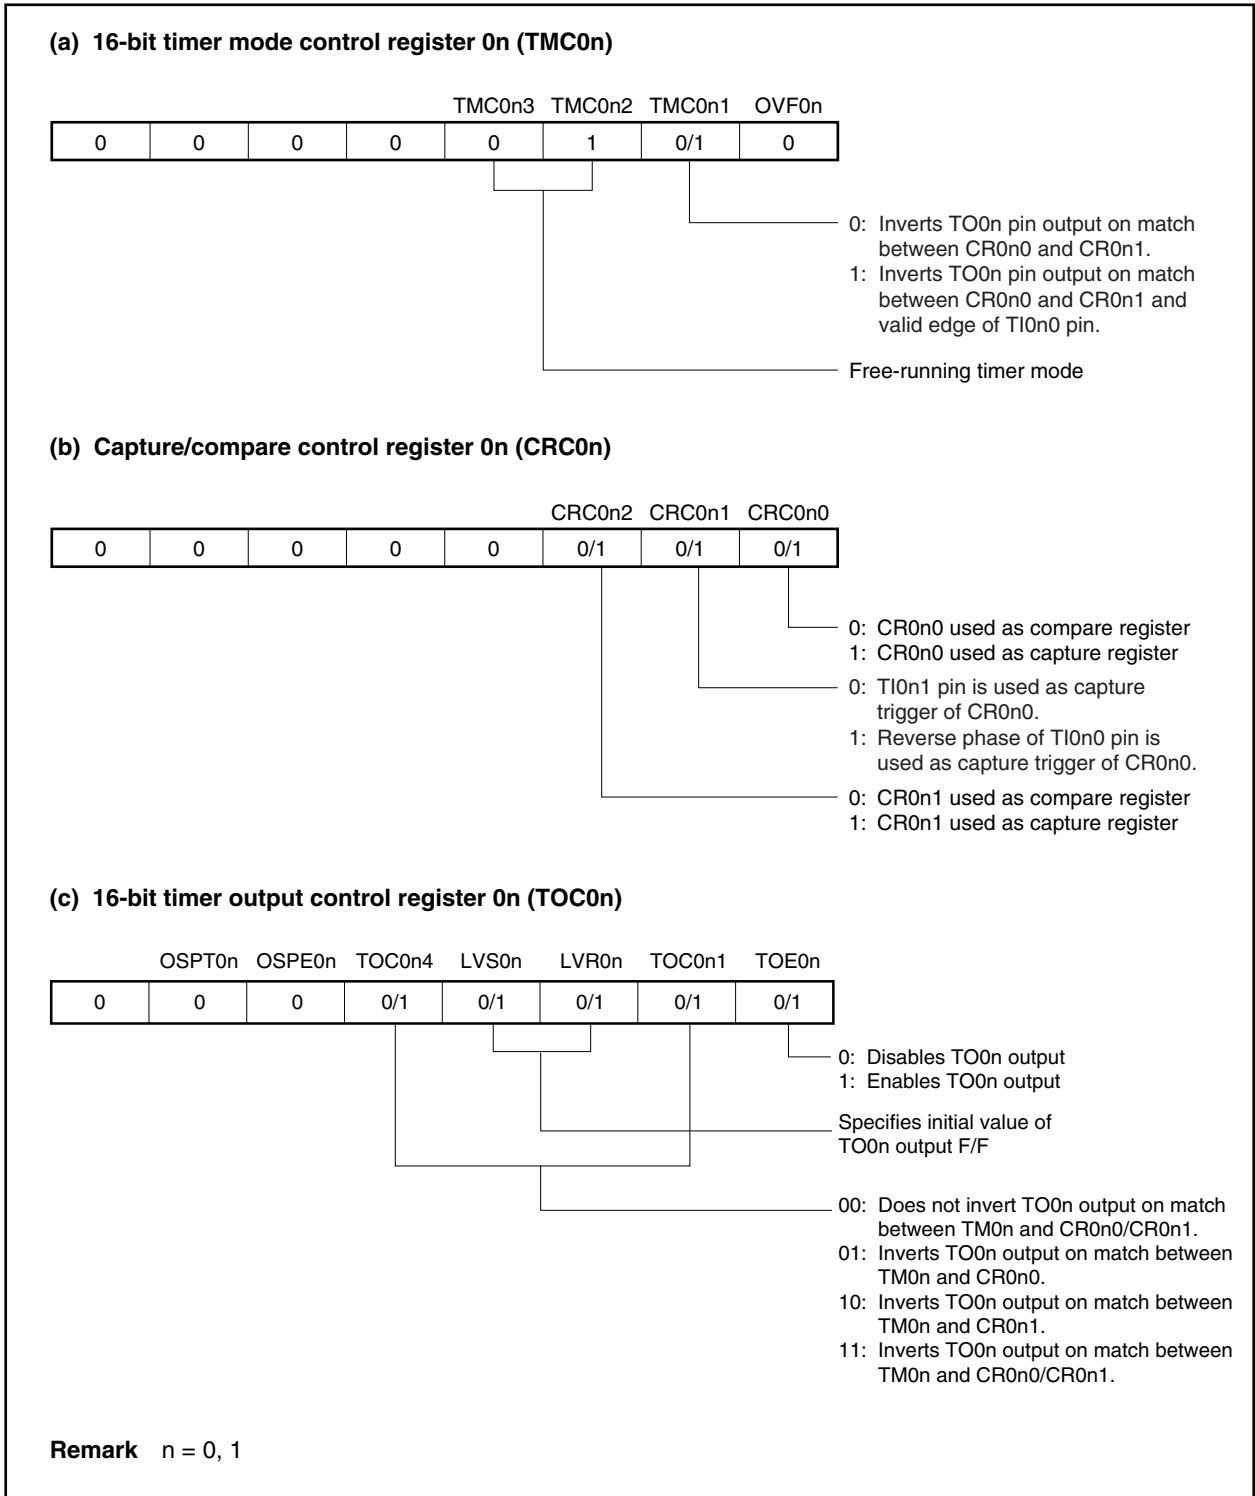 (a) 16-bit timer mode control register 0n (TMC0n)
TMC0n3 TMC0n2 TMC0n1 OVF0n
0 0 0 0 0 1 0/1 0
0: Inverts TO0n pin output on match
between CR0n0 and CR0n1.
1: Inverts TO0n pin output on match
between CR0n0 and CR0n1 and
valid edge of TI0n0 pin.
Free-running timer mode
(b) Capture/compare control register 0n (CRC0n)
CRC0n2 CRC0n1 CRC0n0
0 0 0 0 0 0/1 0/1 0/1
0: CR0n0 used as compare register
1: CR0n0 used as capture register
0: TI0n1 pin is used as capture
trigger of CR0n0.
1: Reverse phase of TI0n0 pin is
used as capture trigger of CR0n0.
0: CR0n1 used as compare register
1: CR0n1 used as capture register
(c) 16-bit timer output control register 0n (TOC0n)
OSPT0n OSPE0n TOC0n4 LVS0n LVR0n TOC0n1 TOE0n
0 0 0 0/1 0/1 0/1 0/1 0/1
0: Disables TO0n output
1: Enables TO0n output
Specifies initial value of
TO0n output F/F
00: Does not invert TO0n output on match
between TM0n and CR0n0/CR0n1.
01: Inverts TO0n output on match between
TM0n and CR0n0.
10: Inverts TO0n output on match between
TM0n and CR0n1.
11: Inverts TO0n output on match between
TM0n and CR0n0/CR0n1.
Remark n = 0, 1